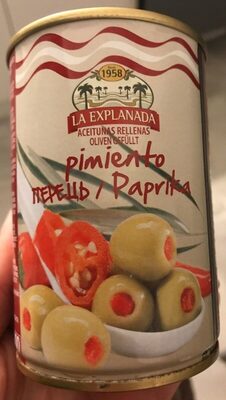 1958
LA EXPLANADA
ACEITUNAS RELLENAS
OLIVEN GEFÜLLT
pimiento
ПЕРЕЦЬ / Paprika